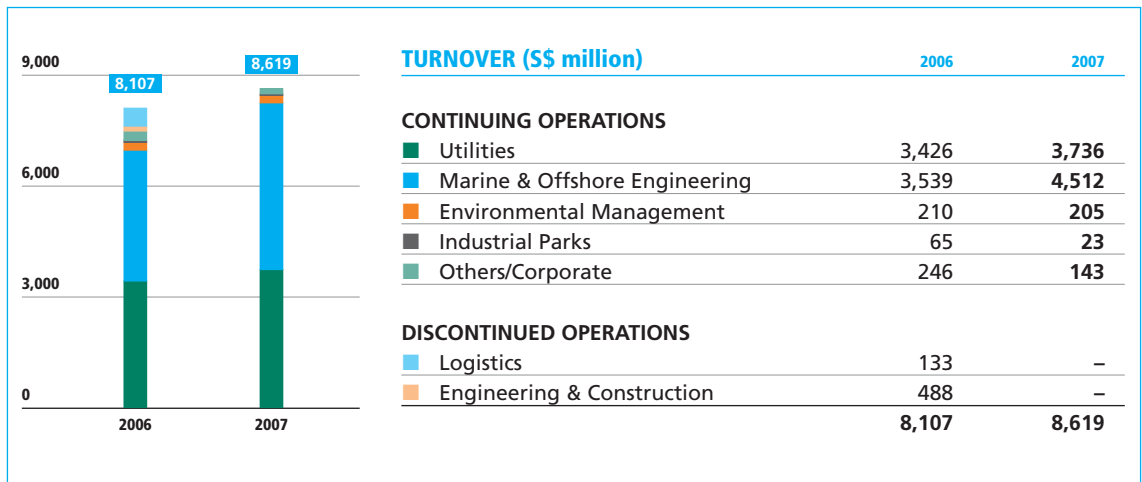 9,000
6,000
3,000
0
8,107
8,619
2006 2007
TURNOVER (S$ million) 2006 2007
CONTINUING OPERATIONS
Utilities 3,426 3,736
Marine & Offshore Engineering 3,539 4,512
Environmental Management 210 205
Industrial Parks 65 23
Others/Corporate 246 143
DISCONTINUED OPERATIONS
Logistics 133 –
Engineering & Construction 488 –
8,107 8,619